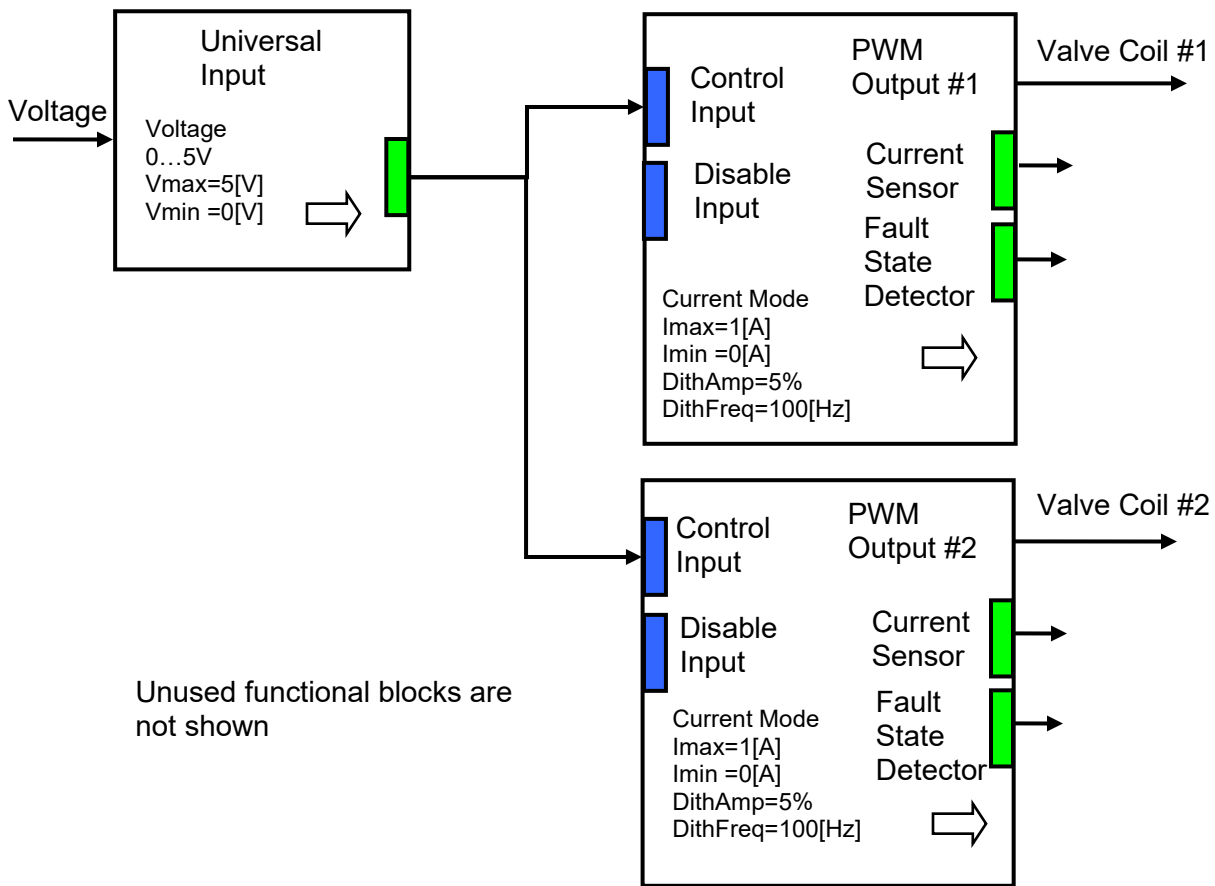 Voltage
Universal
Input
Voltage
0…5V
Vmax=5[V]
Vmin =0[V]
PWM
Output #1
Control
Input
Disable
Input
Current
Sensor
Fault
State
Detector
Current Mode
Imax=1[A]
Imin =0[A]
DithAmp=5%
DithFreq=100[Hz]
Valve Coil #1
PWM
Output #2
Control
Input
Disable
Input
Current
Sensor
Fault
State
Detector
Current Mode
Imax=1[A]
Imin =0[A]
DithAmp=5%
DithFreq=100[Hz]
Valve Coil #2
Unused functional blocks are
not shown